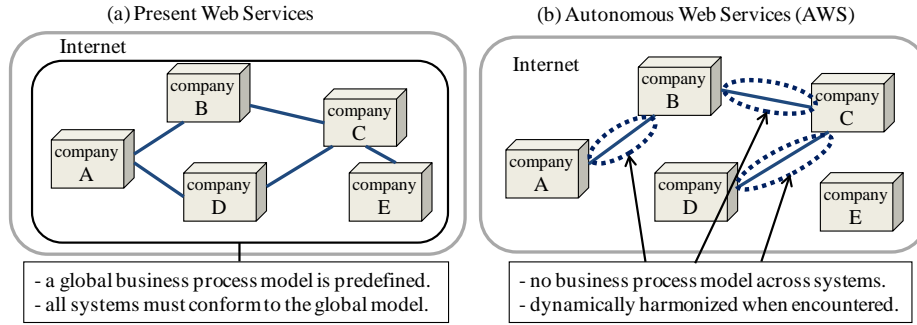 (a) Present Web Services
Internet
company
B
company
C
company
A
company
D
company
E
- a global business process model is predefined.
- all systems must conform to the global model.
(b) Autonomous Web Services (AWS)
Internet
company
B
company
C
company
A
company
D
company
E
- no business process model across systems.
- dynamically harmonized when encountered.